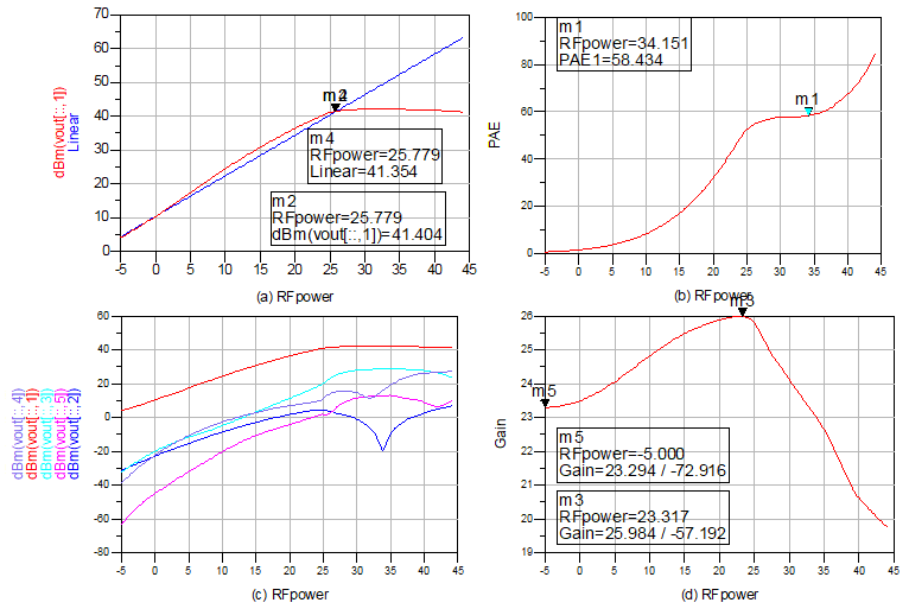 70
60
50
40
30
20
10
0
dBm(vout[::,1])
Linear
m2
m4
m4
RFpower=25.779
Linear=41.354
m2
RFpower=25.779
dBm(vout[::,1])=41.404
-5 0 5 10 15 20 25 30 35 40 45
(a) RFpower
100
80
60
40
20
0
PAE
m1
RFpower=34.151
PAE1=58.434
m1
-5 0 5 10 15 20 25 30 35 40 45
(b) RFpower
60
40
20
0
-20
-40
-60
-80
dBm(vout[::,4])
dBm(vout[::,1])
dBm(vout[::,3])
dBm(vout[::,5])
dBm(vout[::,2])
-5 0 5 10 15 20 25 30 35 40 45
(c) RFpower
m3
26
25
24
23
22
21
20
19
Gain
m5
m5
RFpower=-5.000
Gain=23.294 / -72.916
m3
RFpower=23.317
Gain=25.984 / -57.192
-5 0 5 10 15 20 25 30 35 40 45
(d) RFpower